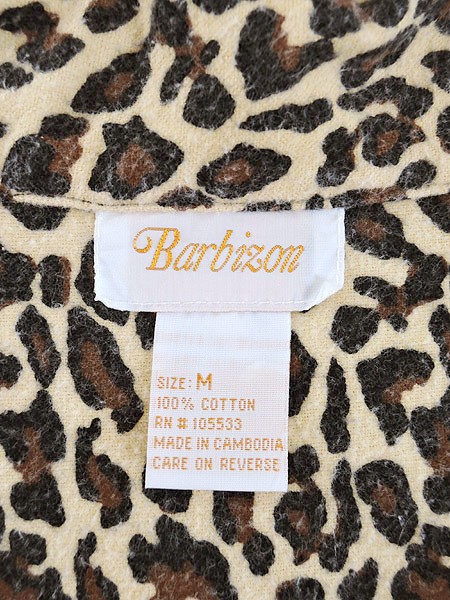 Barbizon
SIZE: M
100% COTTON
RN # 105533
MADE IN CAMBODIA
CARE ON REVERSE